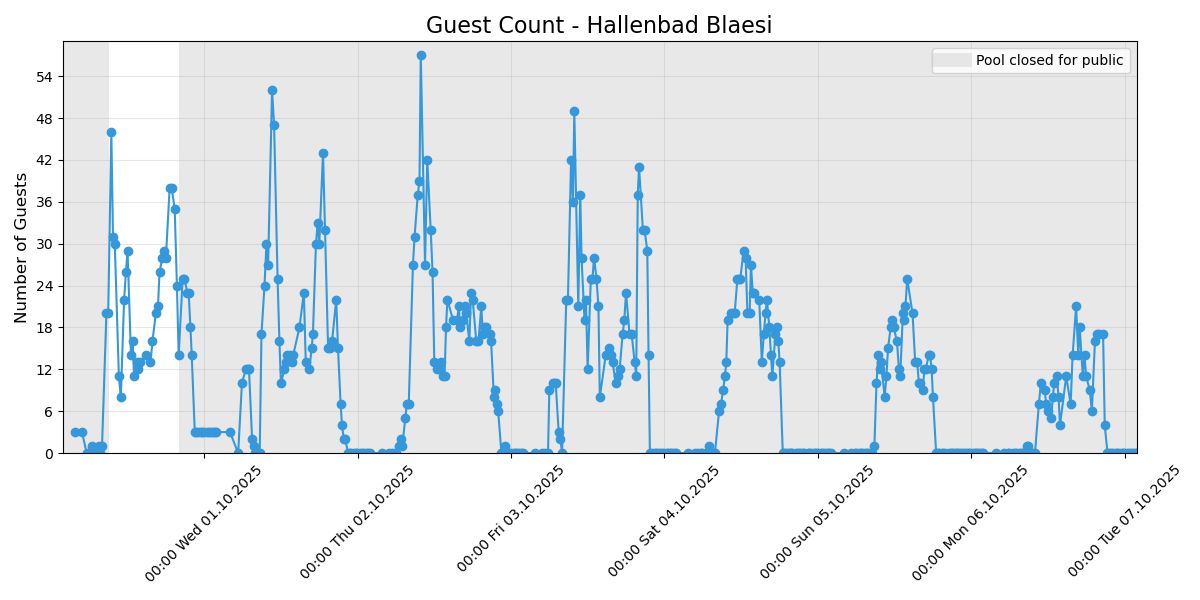 Guest Count - Hallenbad Blaesi
Pool closed for public
Number of Guests
54
48
42
36
30
24
18
12
6
0
00:00 Wed 01.10.2025
00:00 Thu 02.10.2025
00:00 Fri 03.10.2025
00:00 Sat 04.10.2025
00:00 Sun 05.10.2025
00:00 Mon 06.10.2025
00:00 Tue 07.10.2025